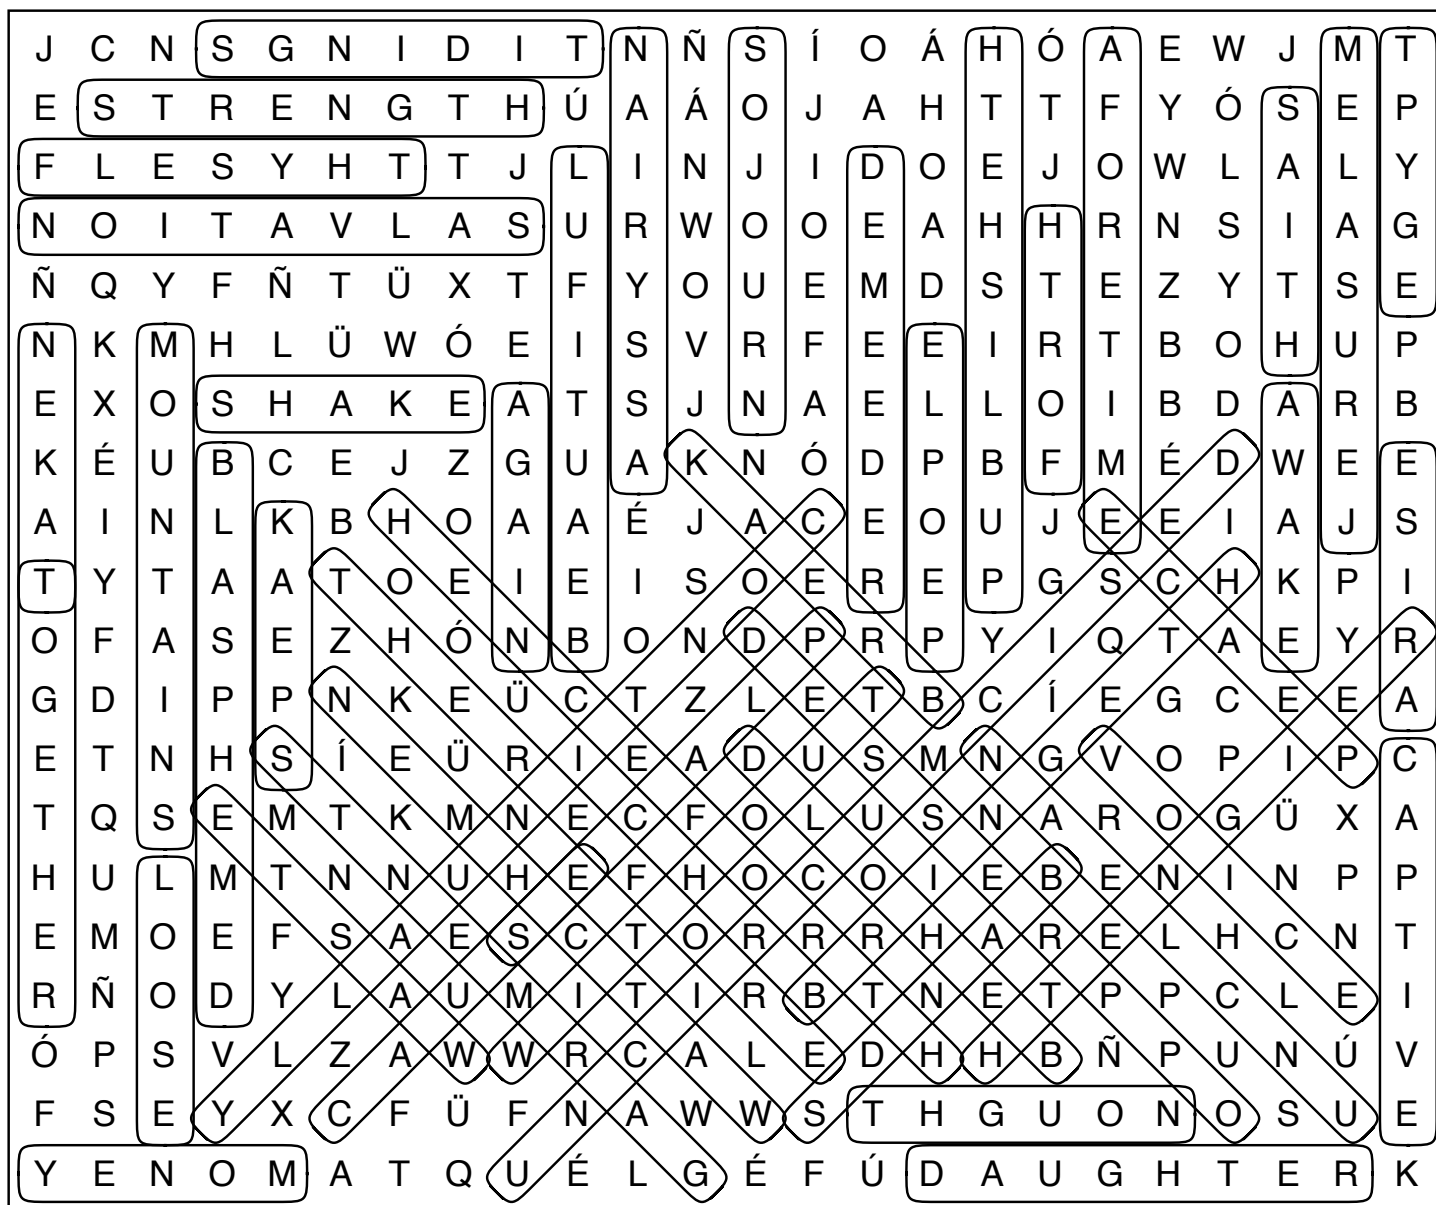 J C N S G N I D I T N Ñ S Í O Á H Ó A E W J M T
E S T R E N G T H Ú A Á O J A H T T F Y Ó S E P
F L E S Y H T T J L I N J I D O E J O W L A L Y
N O I T A V L A S U R W O O E A H H R N S I A G
Ñ Q Y F Ñ T Ü X T F Y O U E M D S T E Z Y T S E
N K M H L Ü W Ó E I S V R F E E I R T B O H U P
E X O S H A K E A T S J N A E L L O I B D A R B
K É U B C E J Z G U A K N Ó D P B F M É D W E E
A I N L K B H O A A É J A C E O U J E E I A J S
T Y T A A T O E I E I S O E R E P G S C H K P I
O F A S E Z H Ó N B O N D P R P Y I Q T A E Y R
G D I P P N K E Ü C T Z L E T B C Í E G C E E A
E T N H S Í E Ü R I E A D U S M N G V O P I P C
T Q S E M T K M N E C F O L U S N A R O G Ü X A
H U L M T N N U H E F H O C O I E B E N I N P P
E M O E F S A E S C T O R R R H A R E L H C N T
R Ñ O D Y L A U M I T I R B T N E T P P C L E I
Ó P S V L Z A W W R C A L E D H H B Ñ P U N Ú V
F S E Y X C F Ü F N A W W S T H G U O N O S U E
Y E N O M A T Q U É L G É F Ú D A U G H T E R K